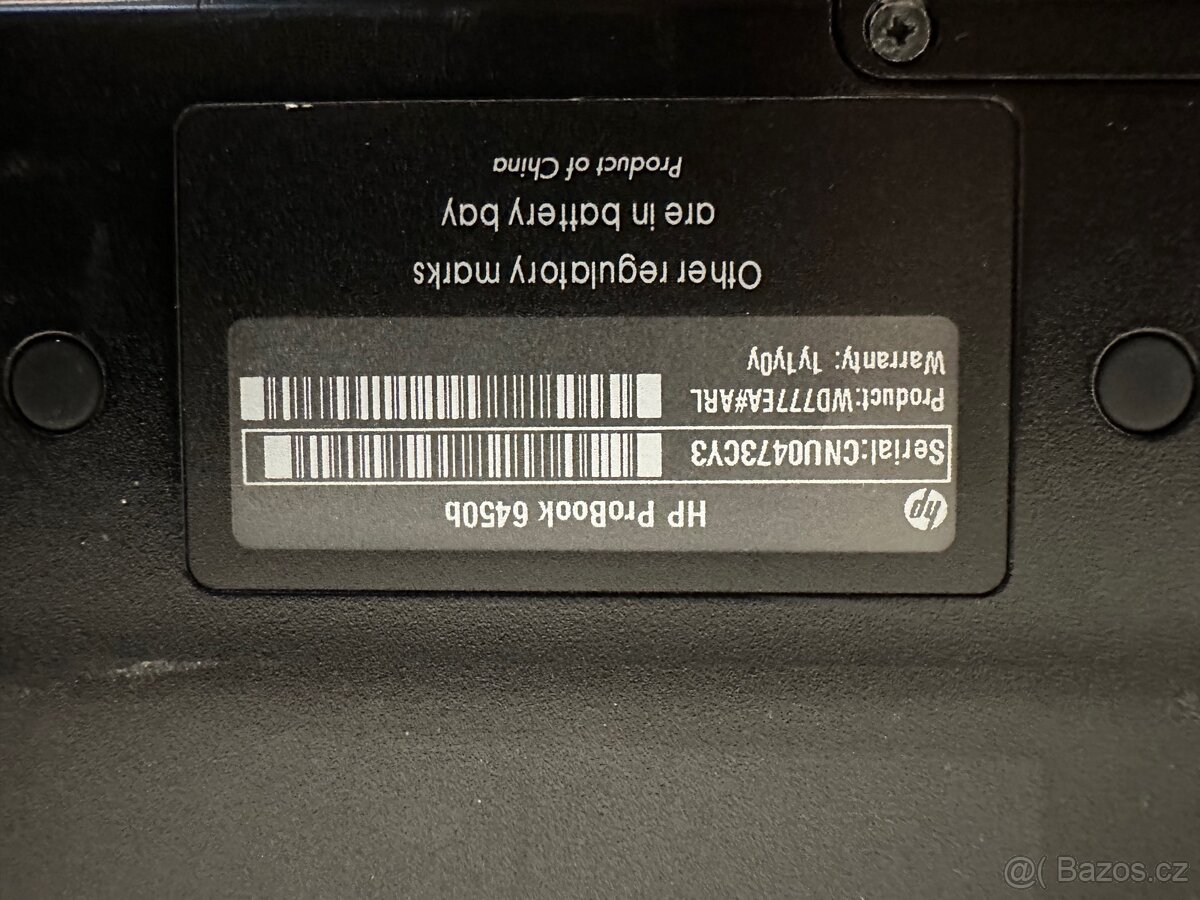 HP ProBook 6450b
hp
Serial:CNU0473CY3
Product:WD777EA#ARL
Warranty: 1y1y0y
Other regulatory marks
are in battery bay
Product of China
@( Bazos.cz